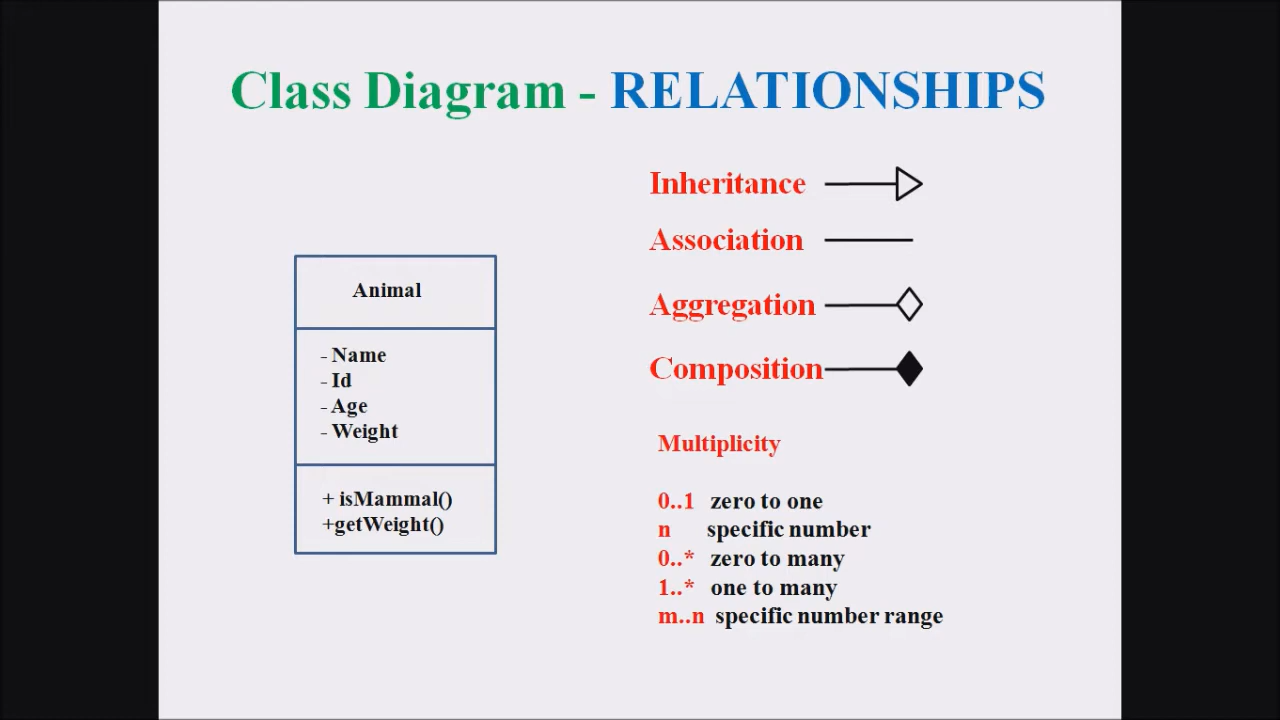 Class Diagram - RELATIONSHIPS
Animal
- Name
- Id
- Age
- Weight
+ isMammal()
+getWeight()
Inheritance
Association
Aggregation
Composition
Multiplicity
0..1 zero to one
n specific number
0..* zero to many
1..* one to many
m..n specific number range